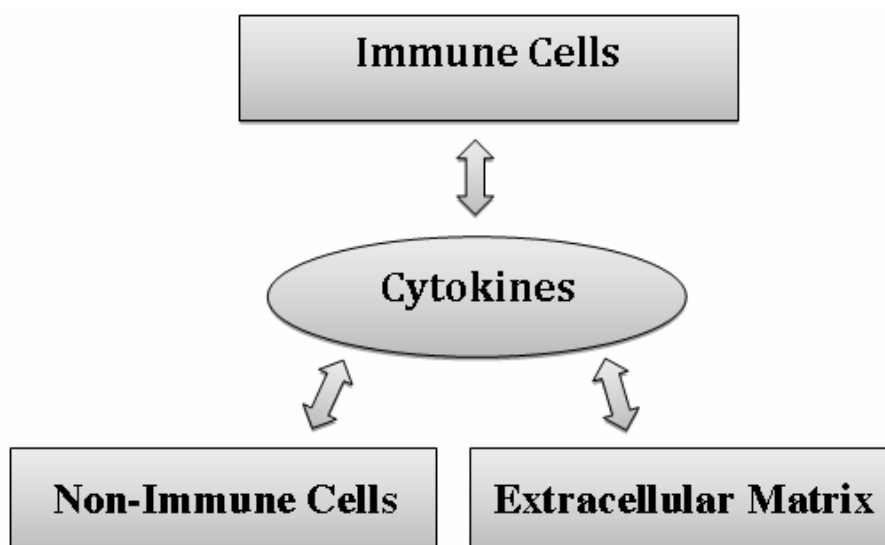 Immune Cells
Cytokines
Non-Immune Cells
Extracellular Matrix